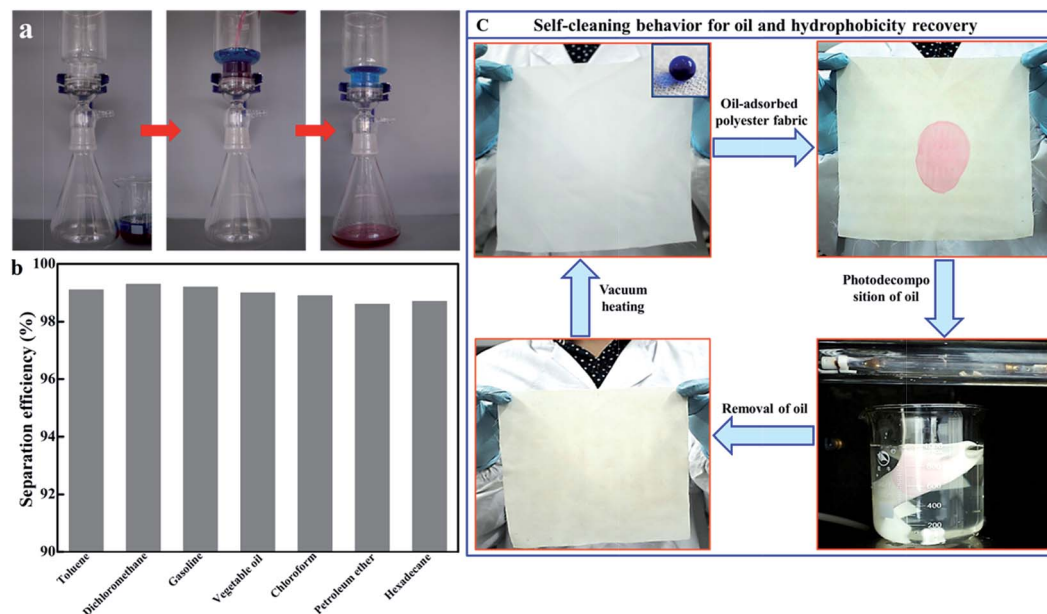 a
b
Separation efficiency (%)
100
98
96
94
92
90
Toluene
Dichloromethane
Gasoline
Vegetable oil
Chloroform
Petroleum ether
Hexadecane
C
Self-cleaning behavior for oil and hydrophobicity recovery
Oil-adsorbed
polyester fabric
Photodecompo
sition of oil
Removal of oil
Vacuum
heating
400
200